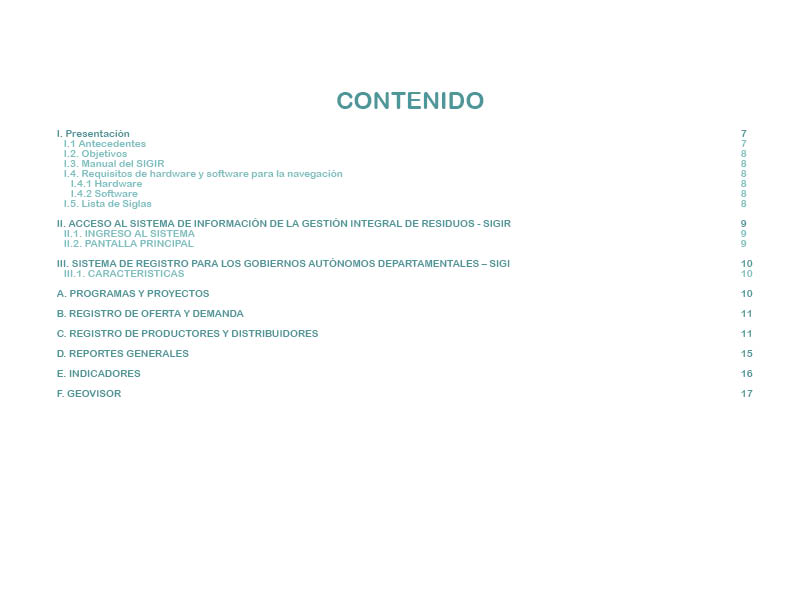 CONTENIDO
I. Presentación 7
I.1 Antecedentes 7
I.2. Objetivos 8
I.3. Manual del SIGIR 8
I.4. Requisitos de hardware y software para la navegación 8
I.4.1 Hardware 8
I.4.2 Software 8
I.5. Lista de Siglas 8
II. ACCESO AL SISTEMA DE INFORMACIÓN DE LA GESTIÓN INTEGRAL DE RESIDUOS - SIGIR 9
II.1. INGRESO AL SISTEMA 9
II.2. PANTALLA PRINCIPAL 9
III. SISTEMA DE REGISTRO PARA LOS GOBIERNOS AUTÓNOMOS DEPARTAMENTALES – SIGI 10
III.1. CARACTERISTICAS 10
A. PROGRAMAS Y PROYECTOS 10
B. REGISTRO DE OFERTA Y DEMANDA 11
C. REGISTRO DE PRODUCTORES Y DISTRIBUIDORES 11
D. REPORTES GENERALES 15
E. INDICADORES 16
F. GEOVISOR 17